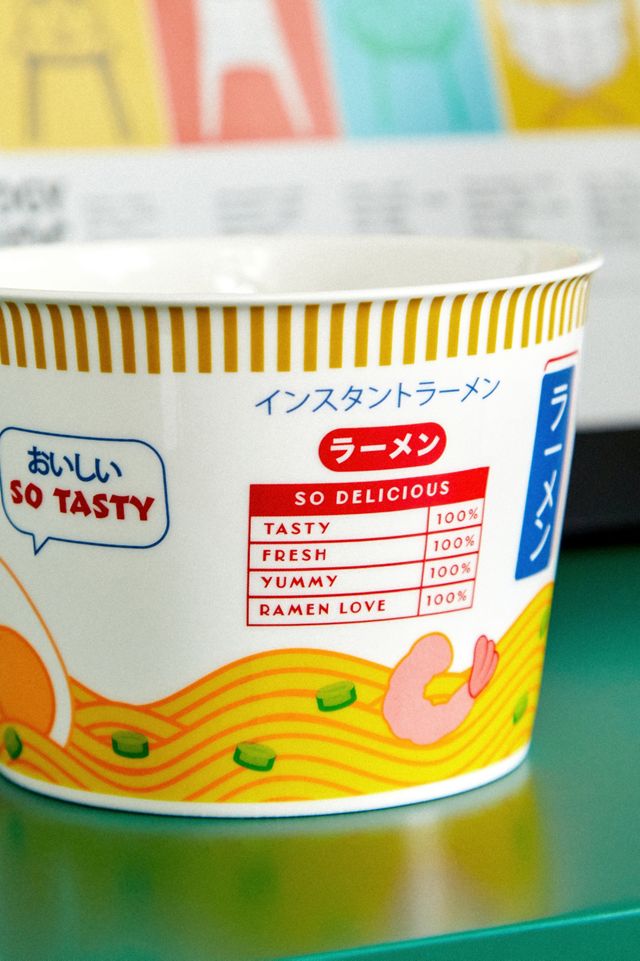 インスタントラーメン
ラーメン
おいしい
SO TASTY
SO DELICIOUS
TASTY 100%
FRESH 100%
YUMMY 100%
RAMEN LOVE 100%
ラーメン